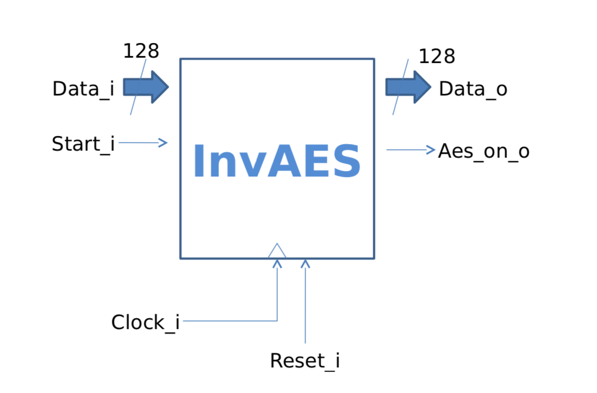 128
128
Data_i
Data_o
Start_i
Aes_on_o
InvAES
Clock_i
Reset_i